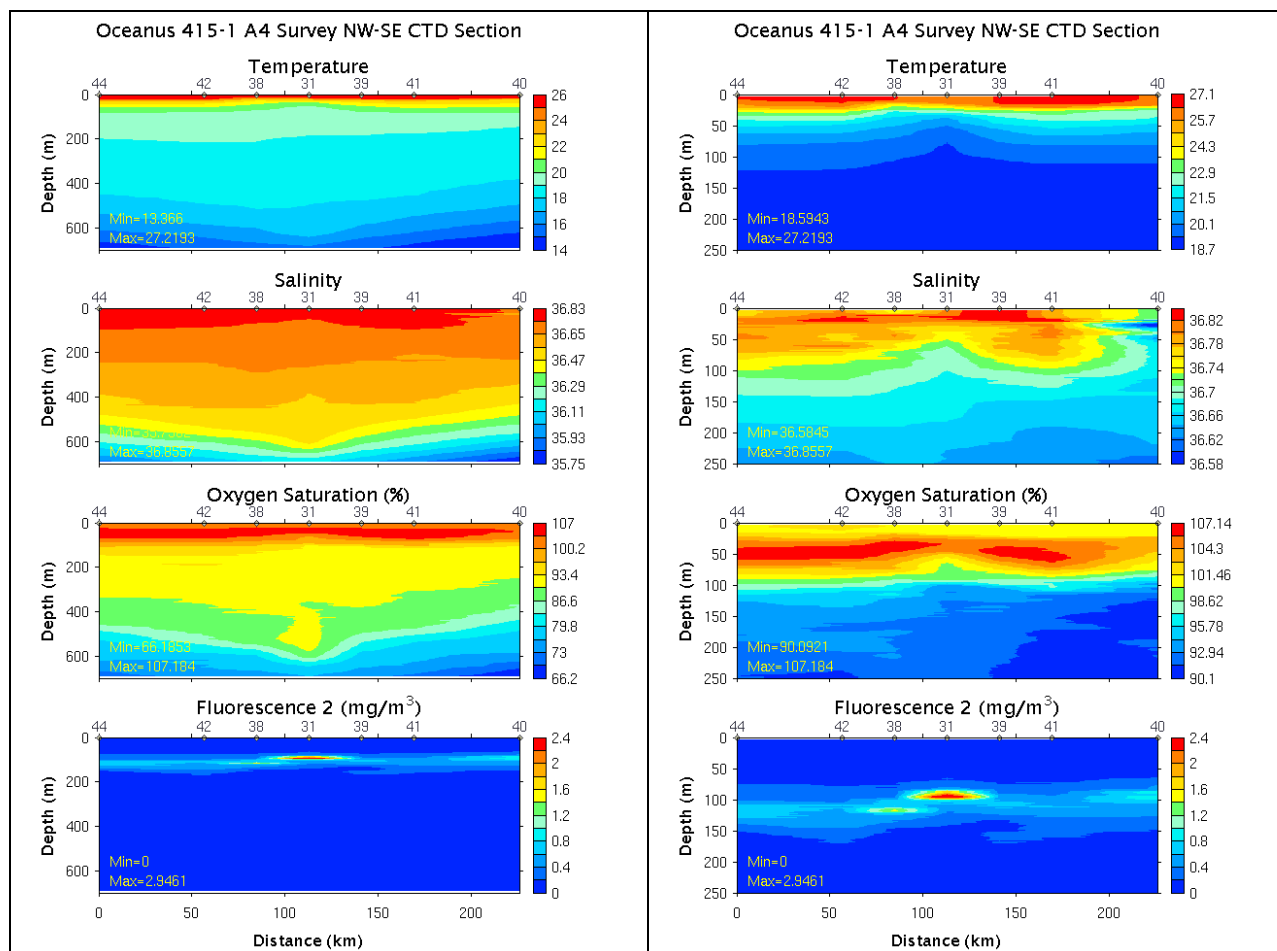 Oceanus 415-1 A4 Survey NW-SE CTD Section
Temperature
44 42 38 31 39 41 40
Depth (m)
0
200
400
600
26
24
22
20
18
16
14
Min=13.366
Max=27.2193
Salinity
44 42 38 31 39 41 40
Depth (m)
0
200
400
600
36.83
36.65
36.47
36.29
36.11
35.93
35.75
Max=36.8557
Oxygen Saturation (%)
44 42 38 31 39 41 40
Depth (m)
0
200
400
600
107
100.2
93.4
86.6
79.8
73
66.2
Min=66.1853
Max=107.184
Fluorescence 2 (mg/m³)
44 42 38 31 39 41 40
Depth (m)
0
200
400
600
2.4
2
1.6
1.2
0.8
0.4
0
Min=0
Max=2.9461
0 50 100 150 200
Distance (km)
Oceanus 415-1 A4 Survey NW-SE CTD Section
Temperature
44 42 38 31 39 41 40
Depth (m)
0
50
100
150
200
250
27.1
25.7
24.3
22.9
21.5
20.1
18.7
Min=18.5943
Max=27.2193
Salinity
44 42 38 31 39 41 40
Depth (m)
0
50
100
150
200
250
36.82
36.78
36.74
36.7
36.66
36.62
36.58
Min=36.5845
Max=36.8557
Oxygen Saturation (%)
44 42 38 31 39 41 40
Depth (m)
0
50
100
150
200
250
107.14
104.3
101.46
98.62
95.78
92.94
90.1
Min=90.0921
Max=107.184
Fluorescence 2 (mg/m³)
44 42 38 31 39 41 40
Depth (m)
0
50
100
150
200
250
2.4
2
1.6
1.2
0.8
0.4
0
Min=0
Max=2.9461
0 50 100 150 200
Distance (km)